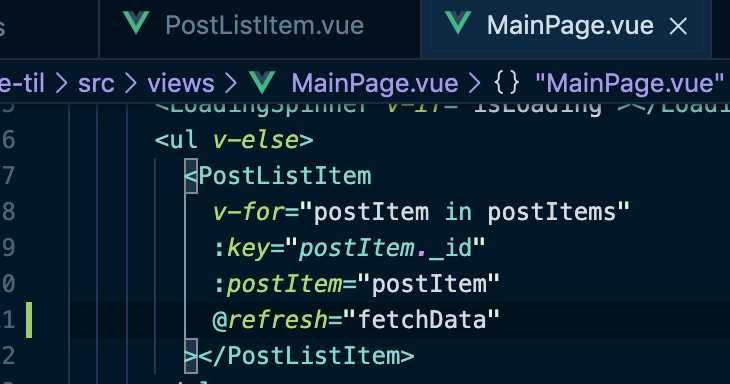 s
PostListItem.vue
MainPage.vue ×
e-til > src > views > MainPage.vue > {} "MainPage.vue"
5 <LoadingSpinner v-if="isLoading"></Loadi
6 <ul v-else>
7 <PostListItem
8 v-for="postItem in postItems"
9 :key="postItem._id"
0 :postItem="postItem"
1 @refresh="fetchData"
2 ></PostListItem>